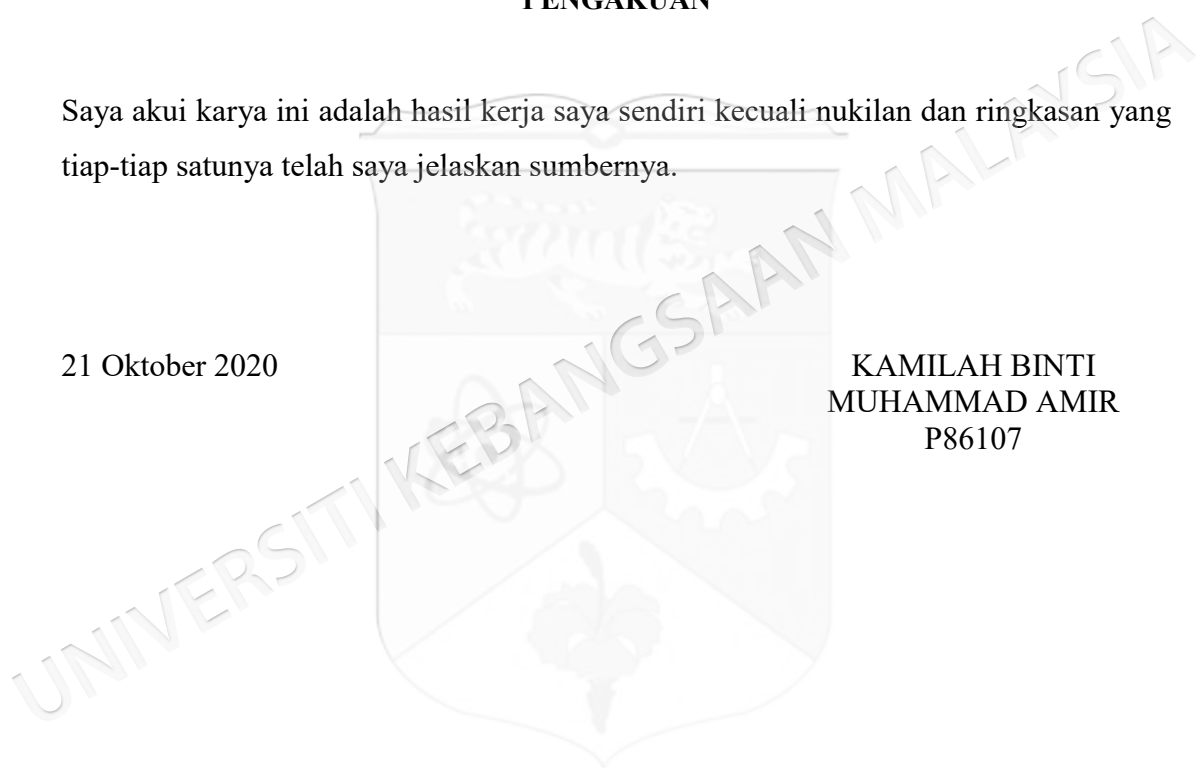 PENGAKUAN
Saya akui karya ini adalah hasil kerja saya sendiri kecuali nukilan dan ringkasan yang
tiap-tiap satunya telah saya jelaskan sumbernya.
21 Oktober 2020
KAMILAH BINTI
MUHAMMAD AMIR
P86107
UNIVERSITI KEBANGSAAN MALAYSIA